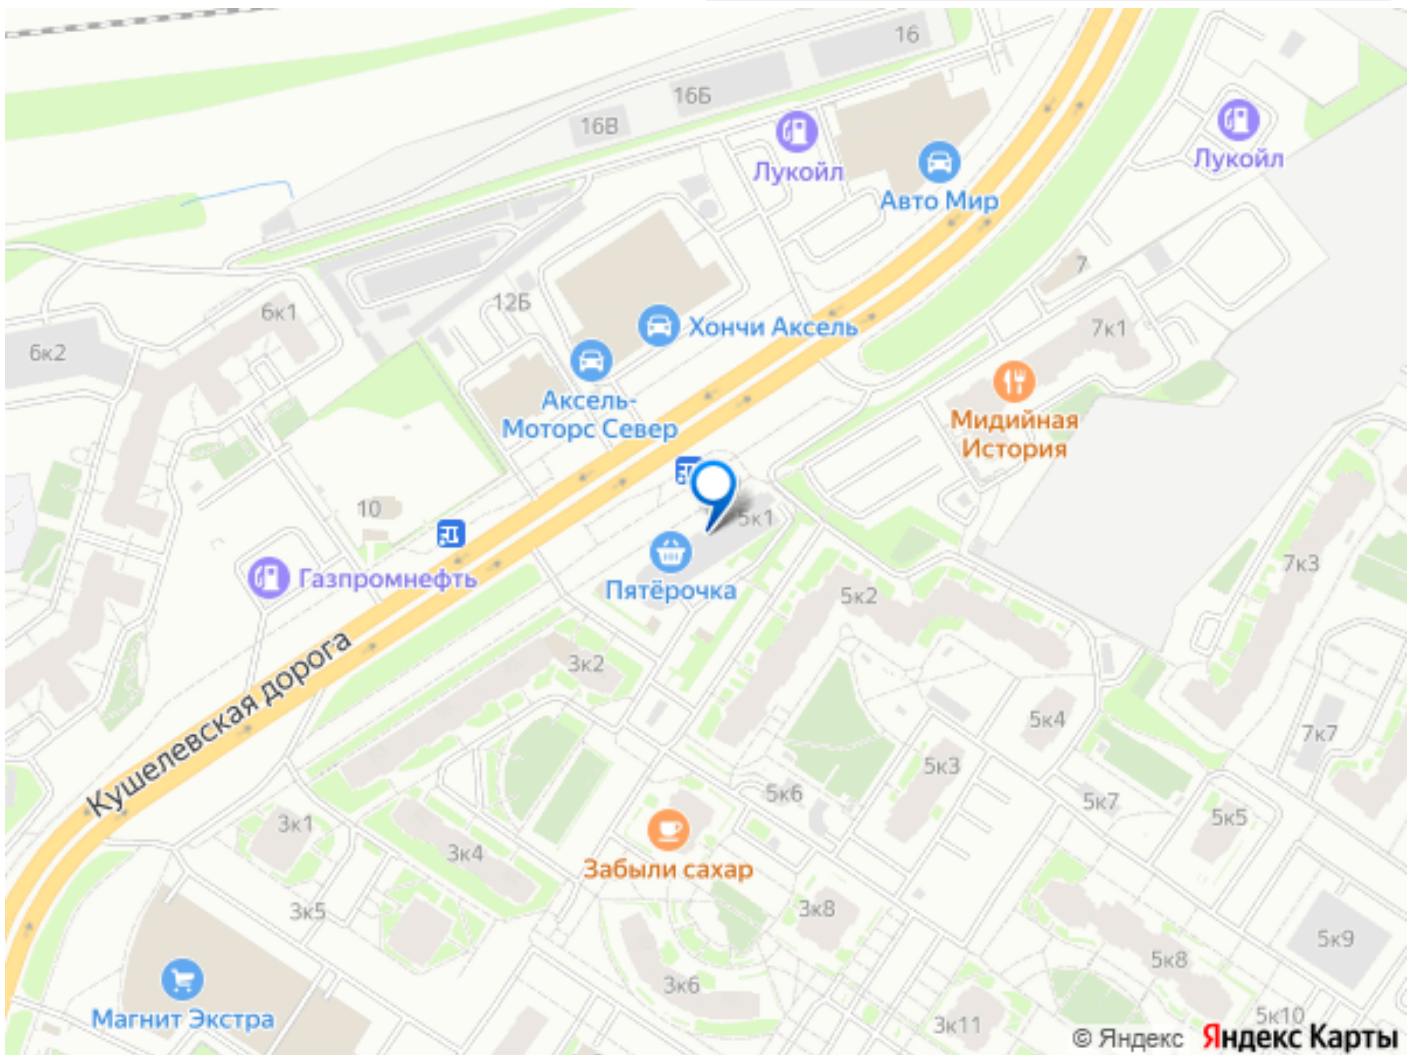 16
16Б
16В
Лукойл
Лукойл
Авто Мир
7
12Б
6к1
Хончи Аксель
7к1
6к2
Аксель-
Моторс Север
Мидийная
История
10
5к1
Газпромнефть
Пятёрочка
7к3
5к2
Кушелевская дорога
3к2
5к4
7к7
5к3
5к6
5к7
5к5
3к1
3к4
Забыли сахар
3к5
3к8
5к9
5к8
3к6
Магнит Экстра
3к11
5к10
© Яндекс Яндекс Карты